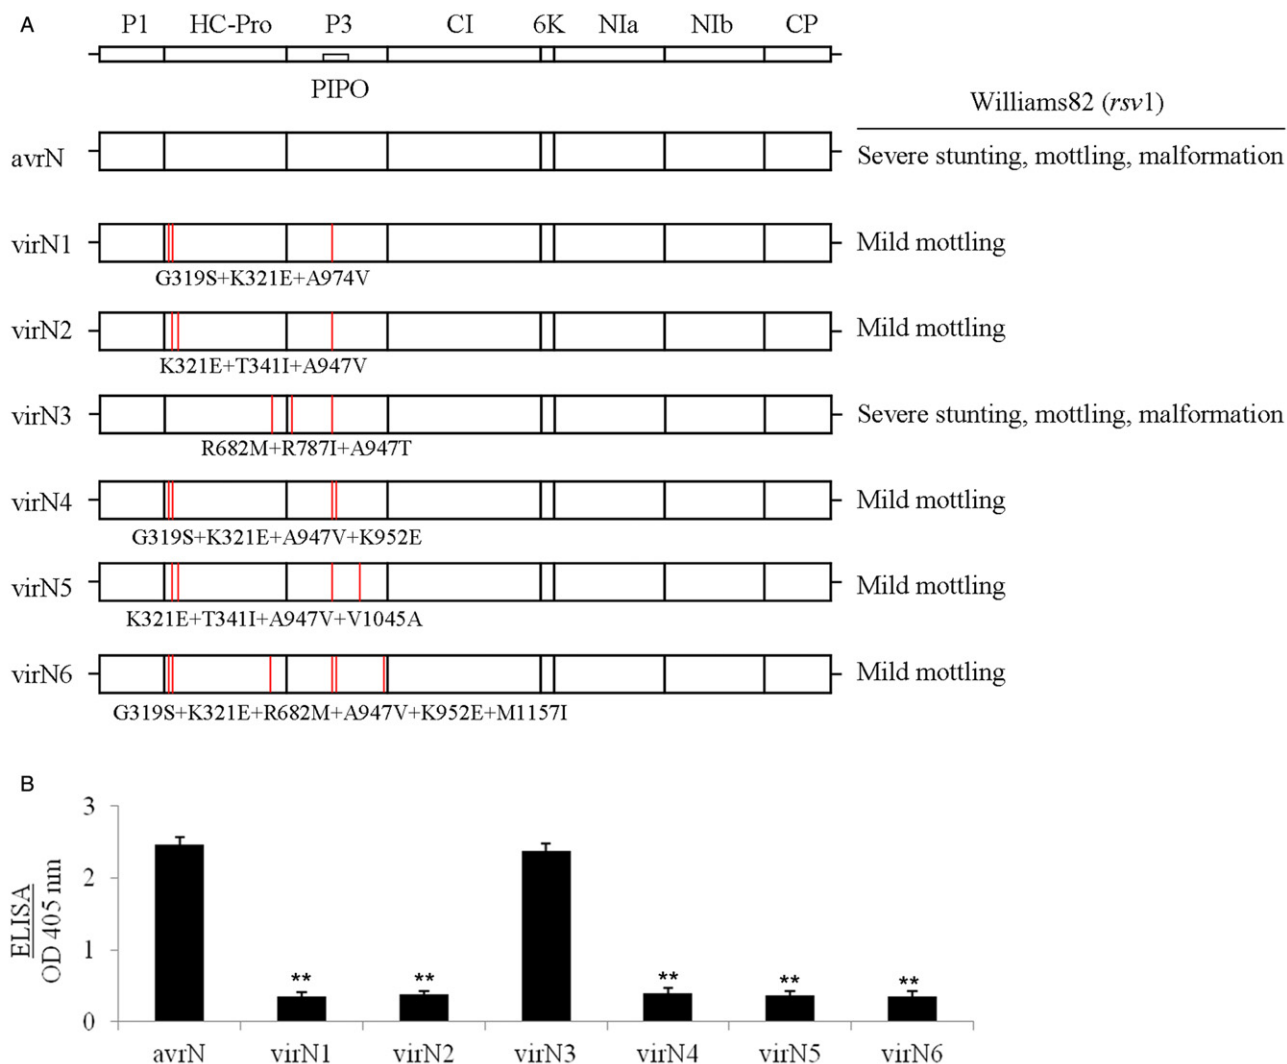 A
P1 HC-Pro P3 CI 6K NIa NIb CP
PIPO
Williams82 (rsv1)
avrN Severe stunting, mottling, malformation
virN1 Mild mottling
G319S+K321E+A974V
virN2 Mild mottling
K321E+T341I+A947V
virN3 Severe stunting, mottling, malformation
R682M+R787I+A947T
virN4 Mild mottling
G319S+K321E+A947V+K952E
virN5 Mild mottling
K321E+T341I+A947V+V1045A
virN6 Mild mottling
G319S+K321E+R682M+A947V+K952E+M1157I
B
ELISA
OD 405 nm
3
2
1
0
** ** ** ** **
avrN virN1 virN2 virN3 virN4 virN5 virN6